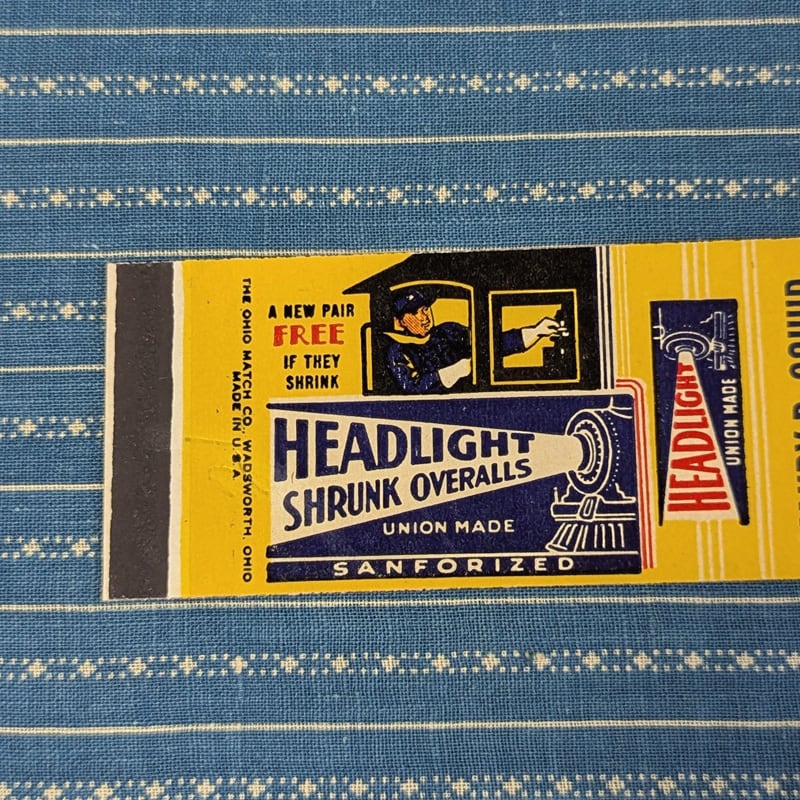 THE OHIO MATCH CO., WADSWORTH, OHIO
MADE IN U.S.A
A NEW PAIR
FREE
IF THEY
SHRINK
HEADLIGHT
SHRUNK OVERALLS
UNION MADE
SANFORIZED
HEADLIGHT
UNION MADE